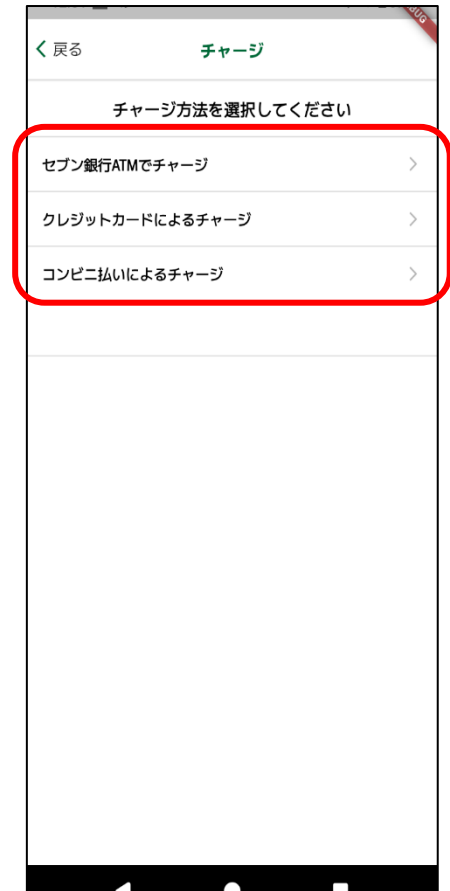 戻る
チャージ
チャージ方法を選択してください
セブン銀行ATMでチャージ
クレジットカードによるチャージ
コンビニ払いによるチャージ